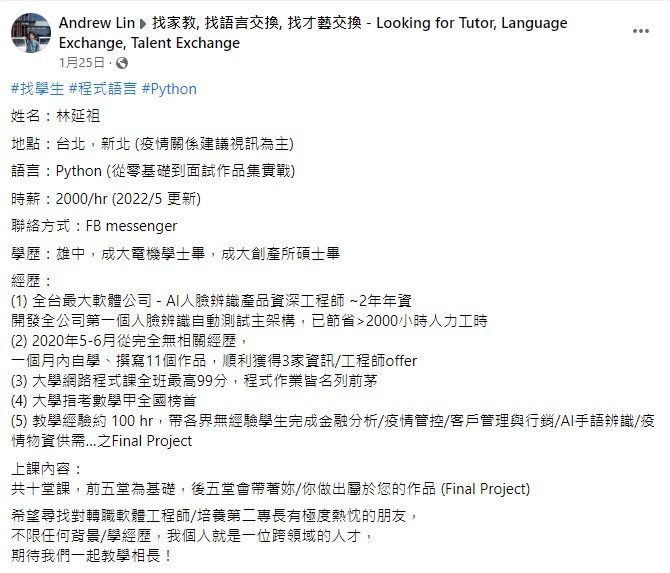 Andrew Lin ▸ 找家教, 找語言交換, 找才藝交換 - Looking for Tutor, Language
Exchange, Talent Exchange
1月25日 ·
#找學生 #程式語言 #Python
姓名：林延祖
地點：台北，新北 (疫情關係建議視訊為主)
語言：Python (從零基礎到面試作品集實戰)
時薪：2000/hr (2022/5 更新)
聯絡方式：FB messenger
學歷：雄中，成大電機學士畢，成大創產所碩士畢
經歷：
(1) 全台最大軟體公司 - AI人臉辨識產品資深工程師 ~2年年資
開發全公司第一個人臉辨識自動測試主架構，已節省>2000小時人力工時
(2) 2020年5-6月從完全無相關經歷，
一個月內自學、撰寫11個作品，順利獲得3家資訊/工程師offer
(3) 大學網路程式課全班最高99分，程式作業皆名列前茅
(4) 大學指考數學甲全國榜首
(5) 教學經驗約 100 hr，帶各界無經驗學生完成金融分析/疫情管控/客戶管理與行銷/AI手語辨識/疫
情物資供需...之Final Project
上課內容：
共十堂課，前五堂為基礎，後五堂會帶著妳/你做出屬於您的作品 (Final Project)
希望尋找對轉職軟體工程師/培養第二專長有極度熱忱的朋友，
不限任何背景/學經歷，我個人就是一位跨領域的人才，
期待我們一起教學相長！